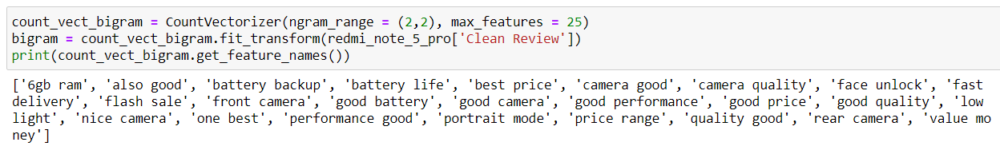 count_vect_bigram = CountVectorizer(ngram_range = (2,2), max_features = 25)
bigram = count_vect_bigram.fit_transform(redmi_note_5_pro['Clean Review'])
print(count_vect_bigram.get_feature_names())
['6gb ram', 'also good', 'battery backup', 'battery life', 'best price', 'camera good', 'camera quality', 'face unlock', 'fast
delivery', 'flash sale', 'front camera', 'good battery', 'good camera', 'good performance', 'good price', 'good quality', 'low
light', 'nice camera', 'one best', 'performance good', 'portrait mode', 'price range', 'quality good', 'rear camera', 'value mo
ney']